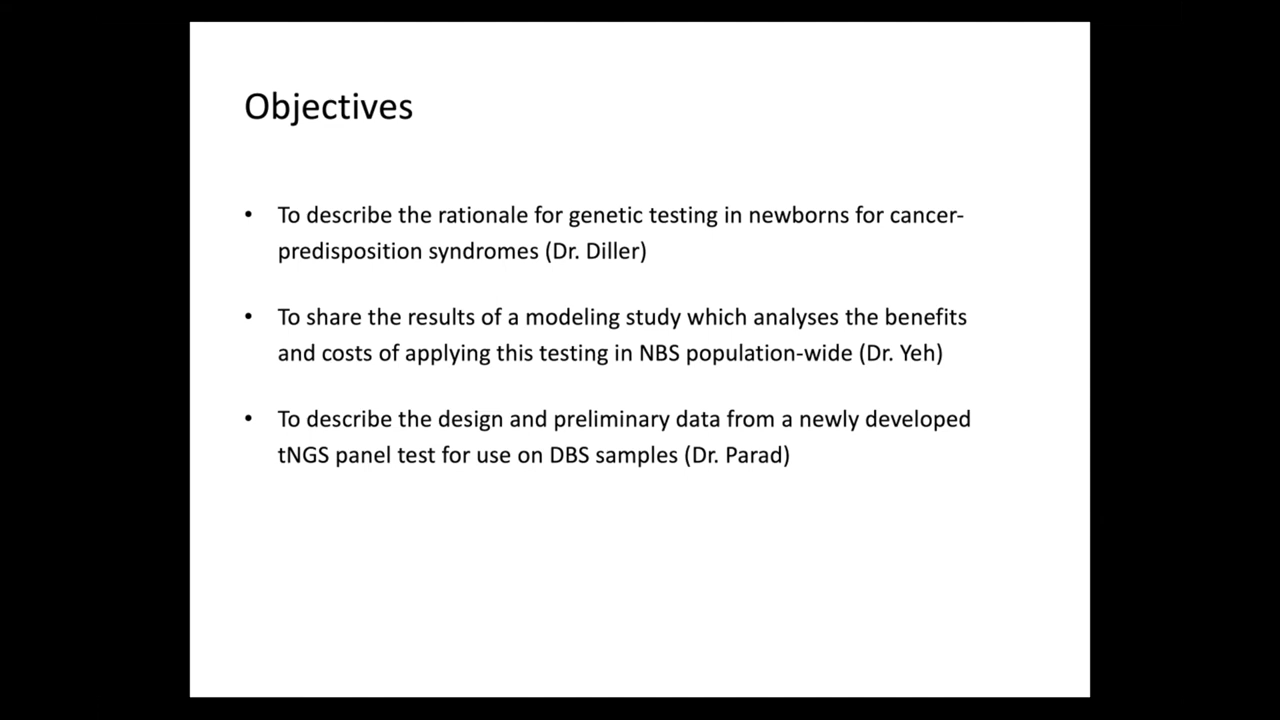 Objectives
• To describe the rationale for genetic testing in newborns for cancer-
predisposition syndromes (Dr. Diller)
• To share the results of a modeling study which analyses the benefits
and costs of applying this testing in NBS population-wide (Dr. Yeh)
• To describe the design and preliminary data from a newly developed
tNGS panel test for use on DBS samples (Dr. Parad)